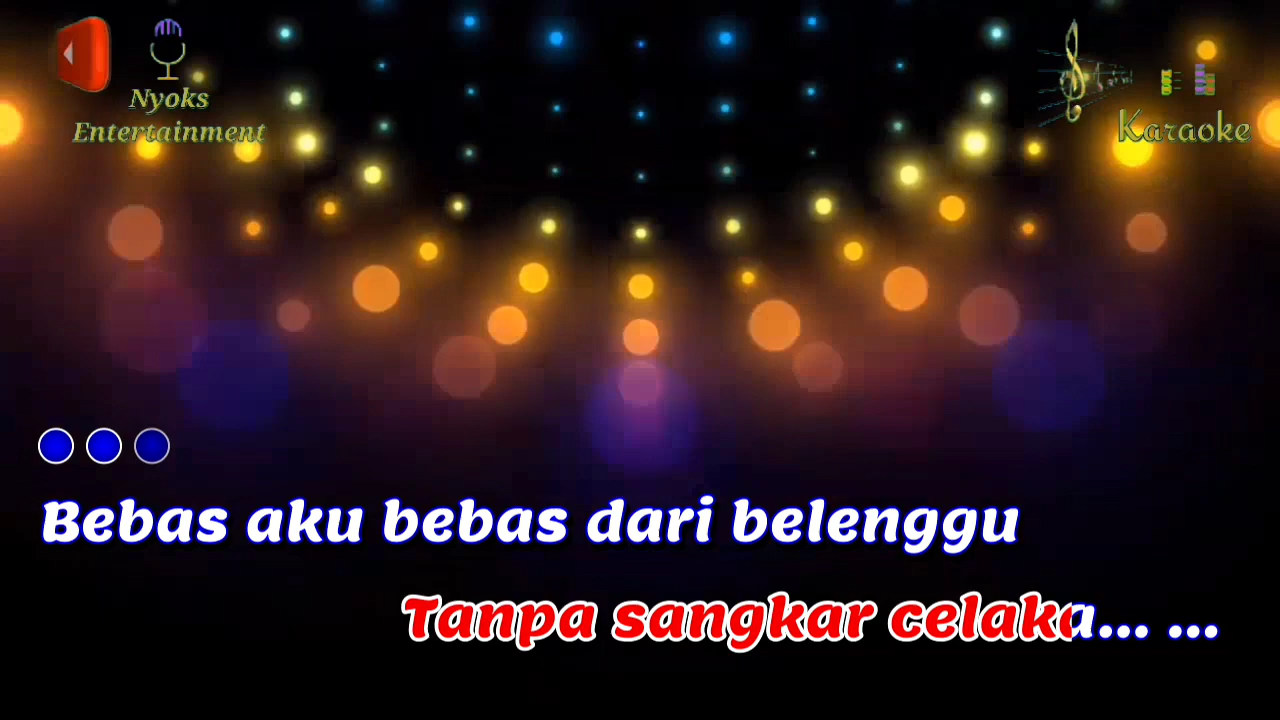 Nyoks
Entertainment
Karaoke
Bebas aku bebas dari belenggu
Tanpa sangkar celaka... ...